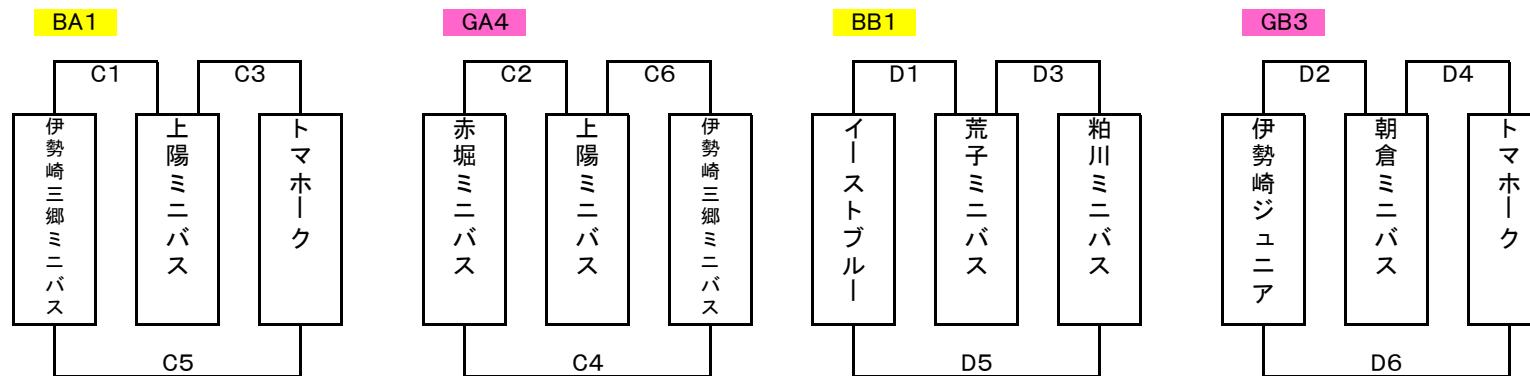 BA1
GA4
BB1
GB3
C1
C3
C2
C6
D1
D3
D2
D4
伊勢崎三郷ミニバス
上陽ミニバス
トマホーク
赤堀ミニバス
上陽ミニバス
伊勢崎三郷ミニバス
イーストブルー
荒子ミニバス
粕川ミニバス
伊勢崎ジュニア
朝倉ミニバス
トマホーク
C5
C4
D5
D6